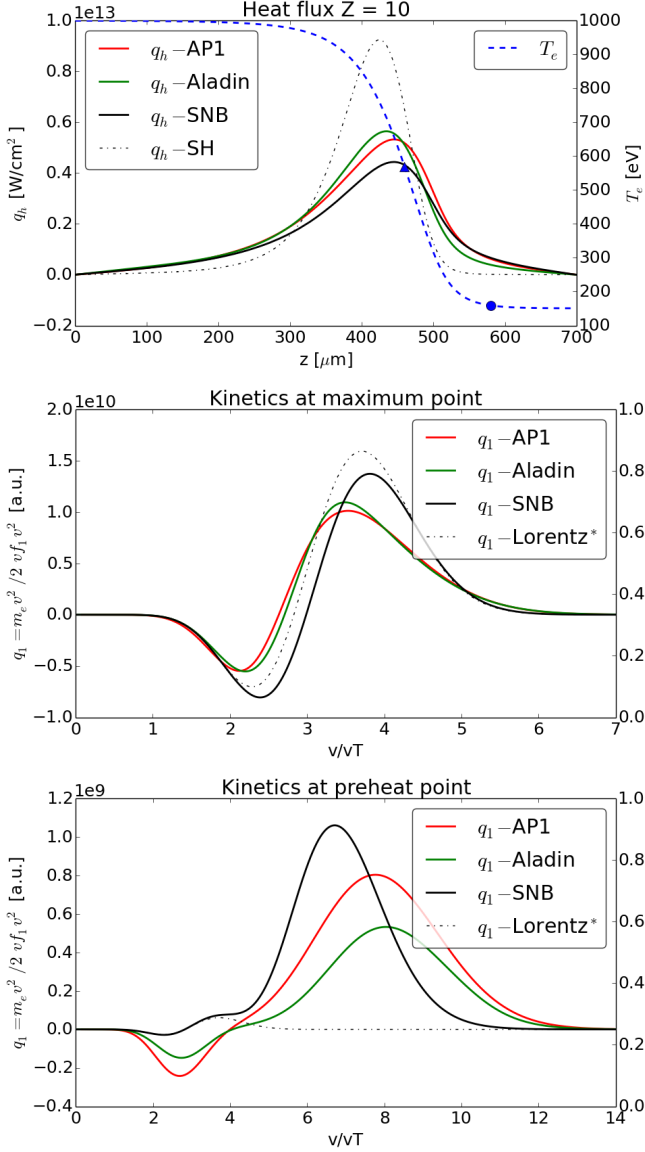 Heat flux Z = 10
1e13
1.0
0.8
0.6
0.4
0.2
0.0
−0.2
q_h [W/cm²]
q_h−AP1
q_h−Aladin
q_h−SNB
q_h−SH
T_e
1000
900
800
700
600
500
400
300
200
100
T_e [eV]
0 100 200 300 400 500 600 700
z [μm]
Kinetics at maximum point
1e10
2.0
1.5
1.0
0.5
0.0
−0.5
−1.0
q_1 = m_e v² / 2 v f_1 v² [a.u.]
q_1−AP1
q_1−Aladin
q_1−SNB
q_1−Lorentz*
1.0
0.8
0.6
0.4
0.2
0.0
0 1 2 3 4 5 6 7
v/vT
Kinetics at preheat point
1e9
1.2
1.0
0.8
0.6
0.4
0.2
0.0
−0.2
−0.4
q_1 = m_e v² / 2 v f_1 v² [a.u.]
q_1−AP1
q_1−Aladin
q_1−SNB
q_1−Lorentz*
1.0
0.8
0.6
0.4
0.2
0.0
0 2 4 6 8 10 12 14
v/vT